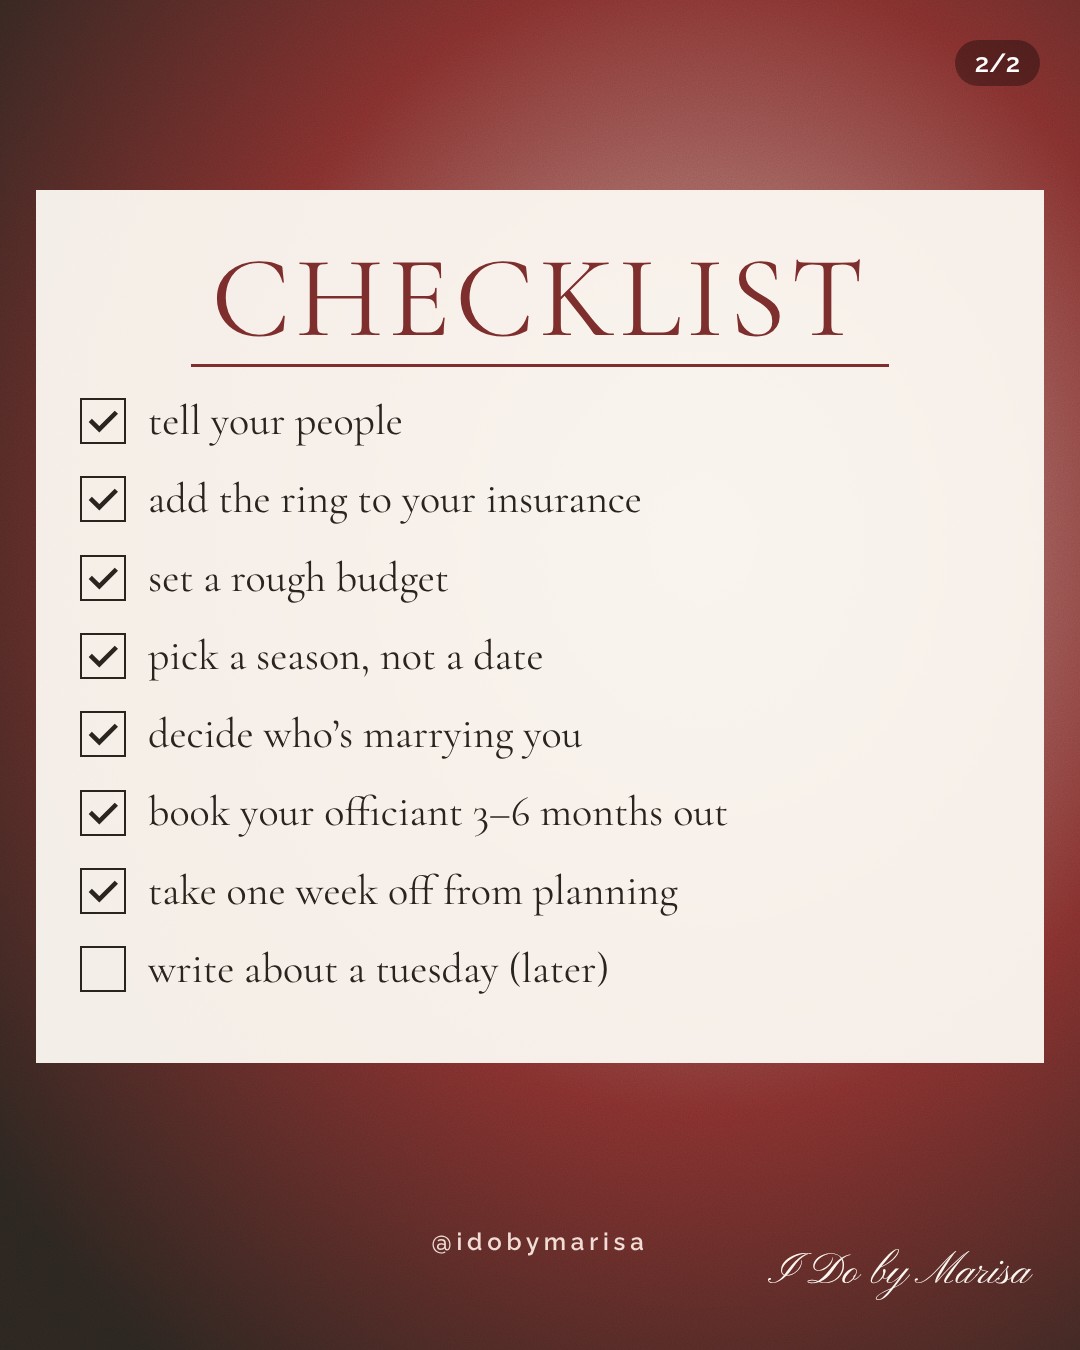 2/2
CHECKLIST
tell your people
add the ring to your insurance
set a rough budget
pick a season, not a date
decide who’s marrying you
book your officiant 3–6 months out
take one week off from planning
write about a tuesday (later)
@idobymarisa
I Do by Marisa